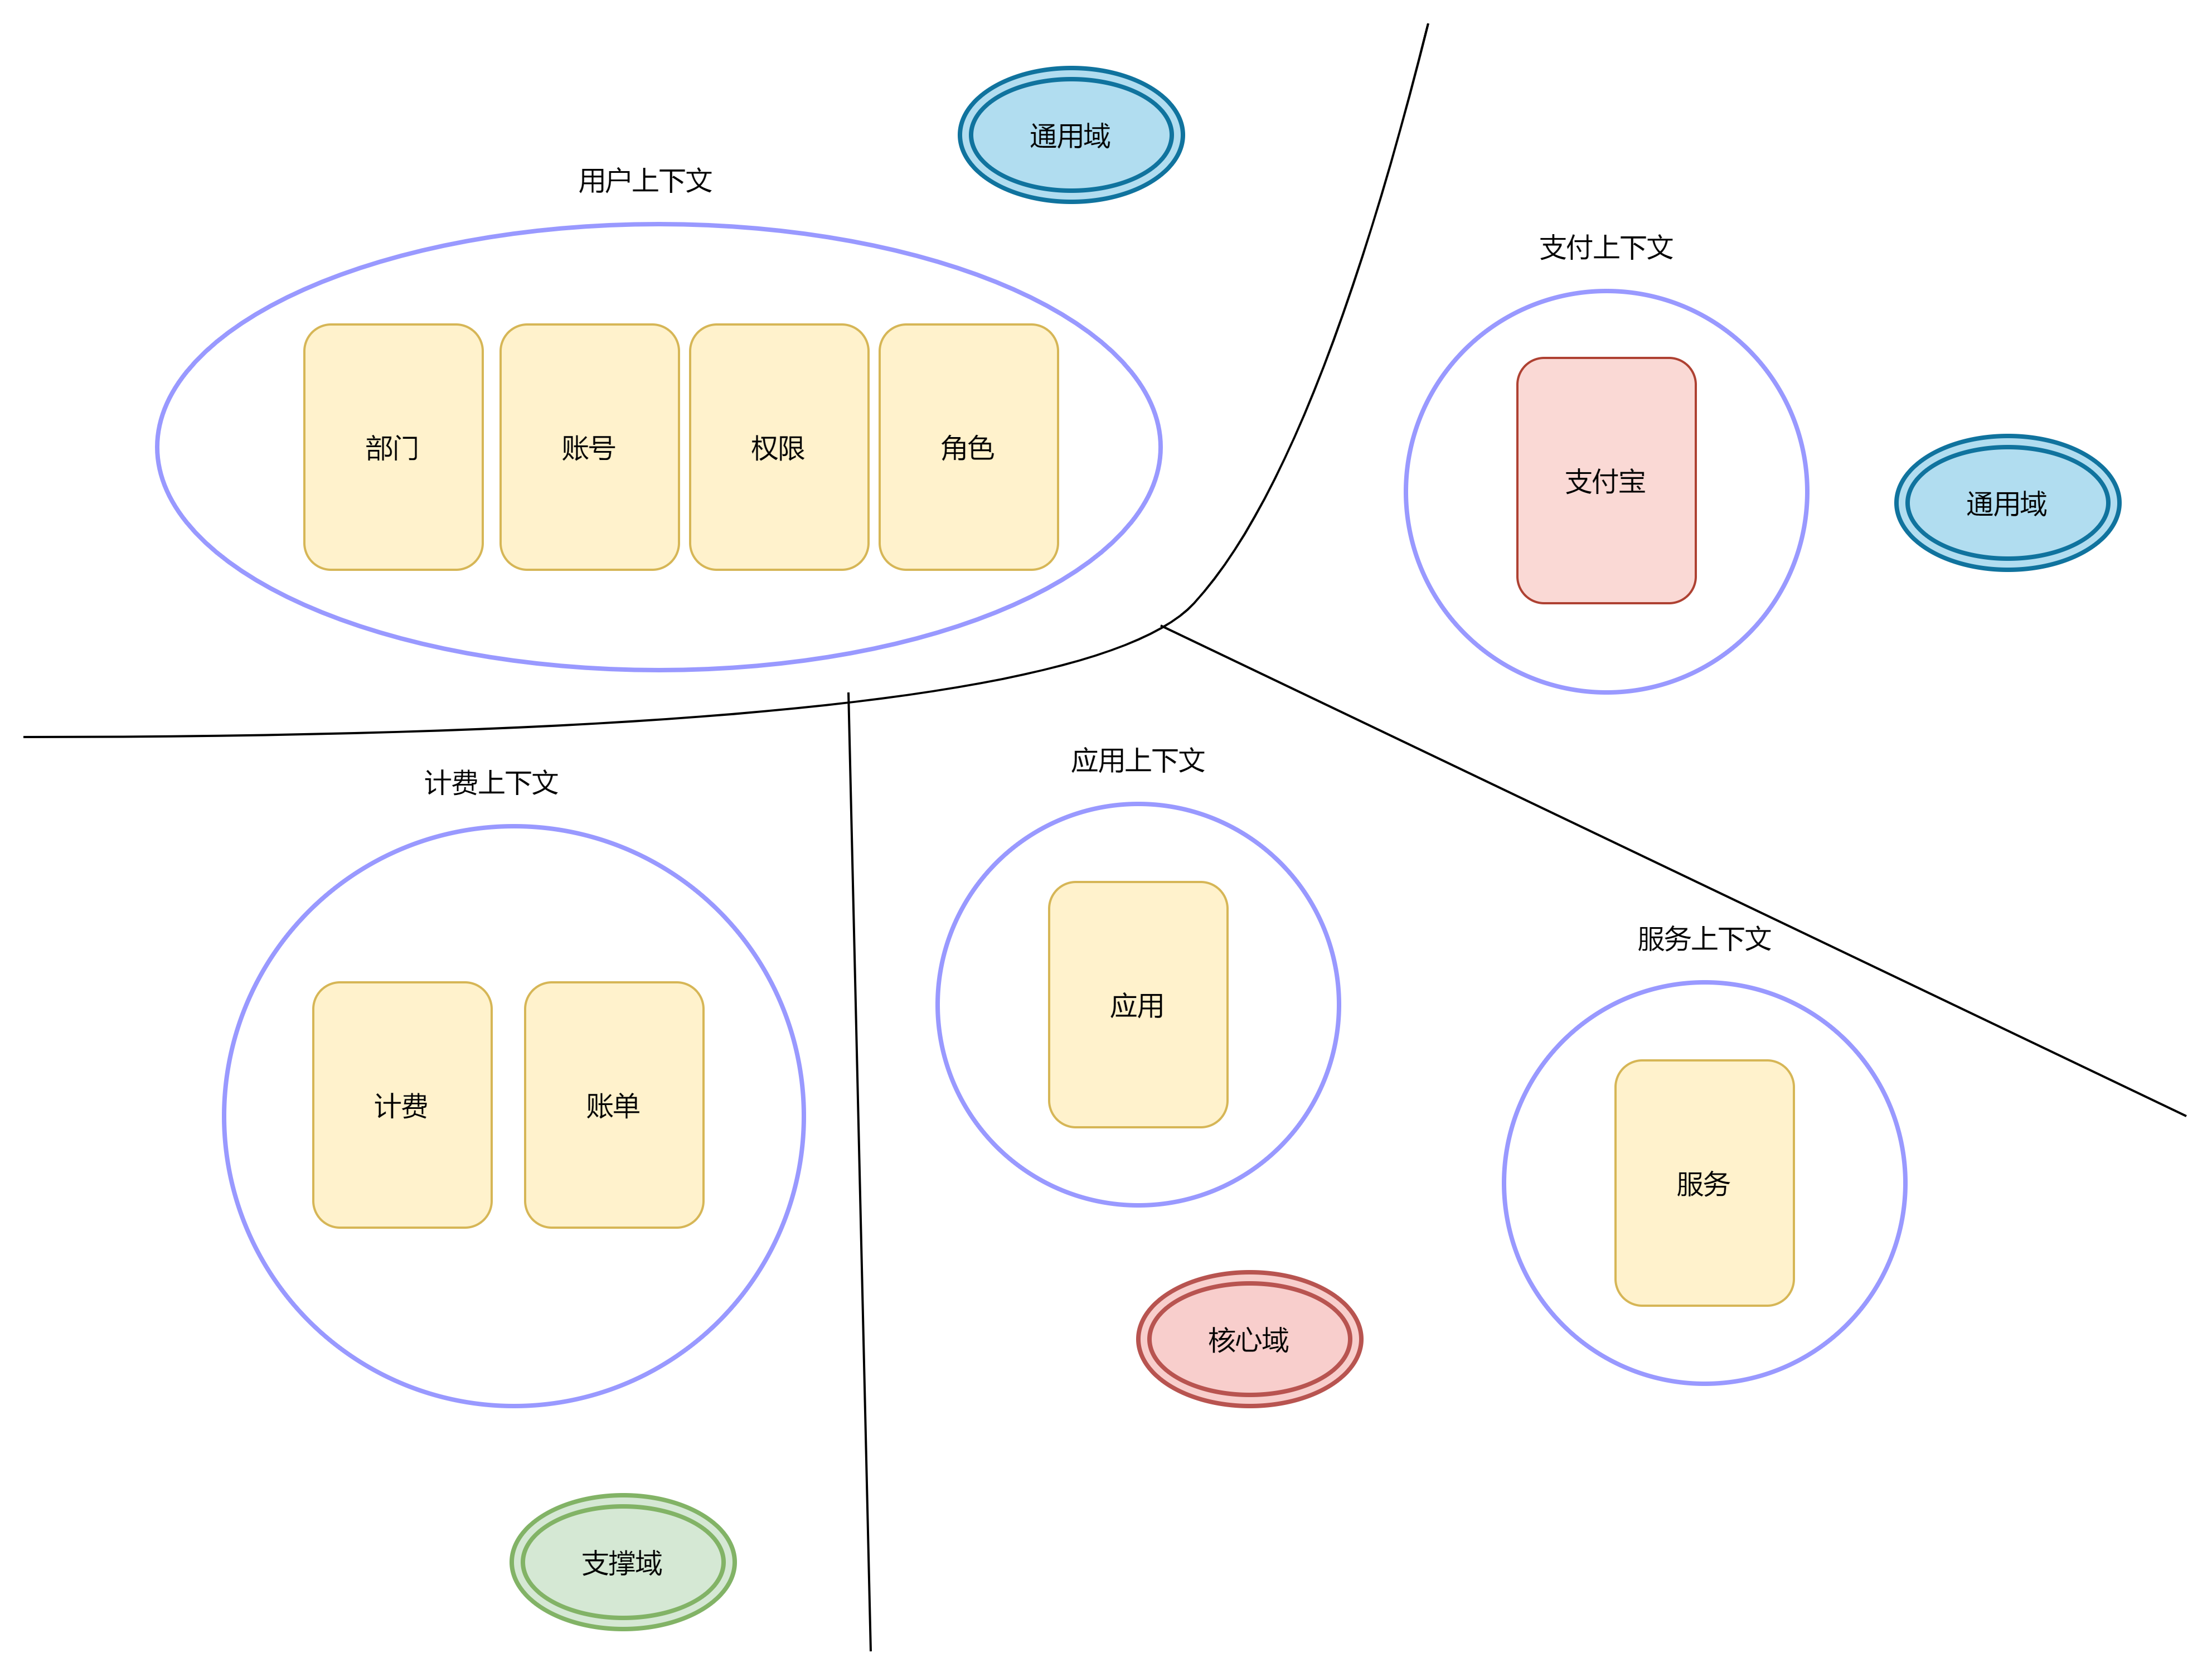 通用域
用户上下文
部门
账号
权限
角色
支付上下文
支付宝
通用域
计费上下文
计费
账单
支撑域
应用上下文
应用
核心域
服务上下文
服务